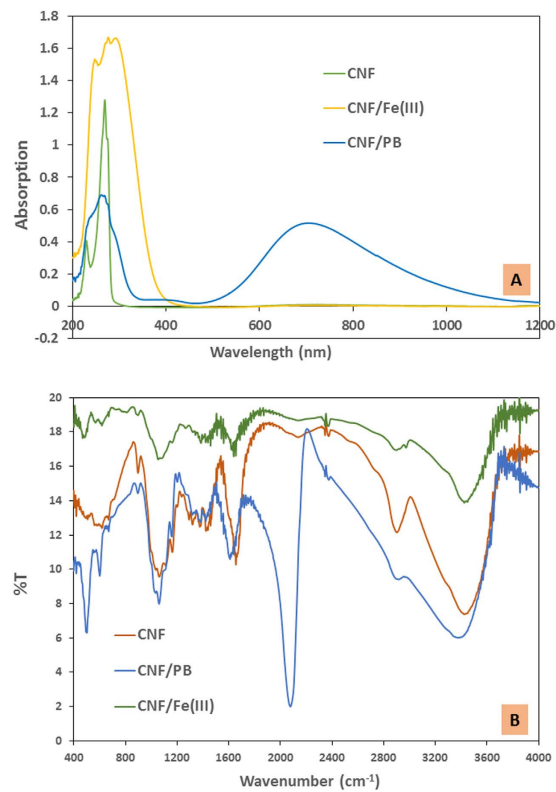 1.8
1.6
1.4
1.2
1
0.8
0.6
0.4
0.2
0
-0.2
Absorption
CNF
CNF/Fe(III)
CNF/PB
A
200 400 600 800 1000 1200
Wavelength (nm)
20
18
16
14
12
10
8
6
4
2
0
%T
CNF
CNF/PB
CNF/Fe(III)
B
400 800 1200 1600 2000 2400 2800 3200 3600 4000
Wavenumber (cm⁻¹)